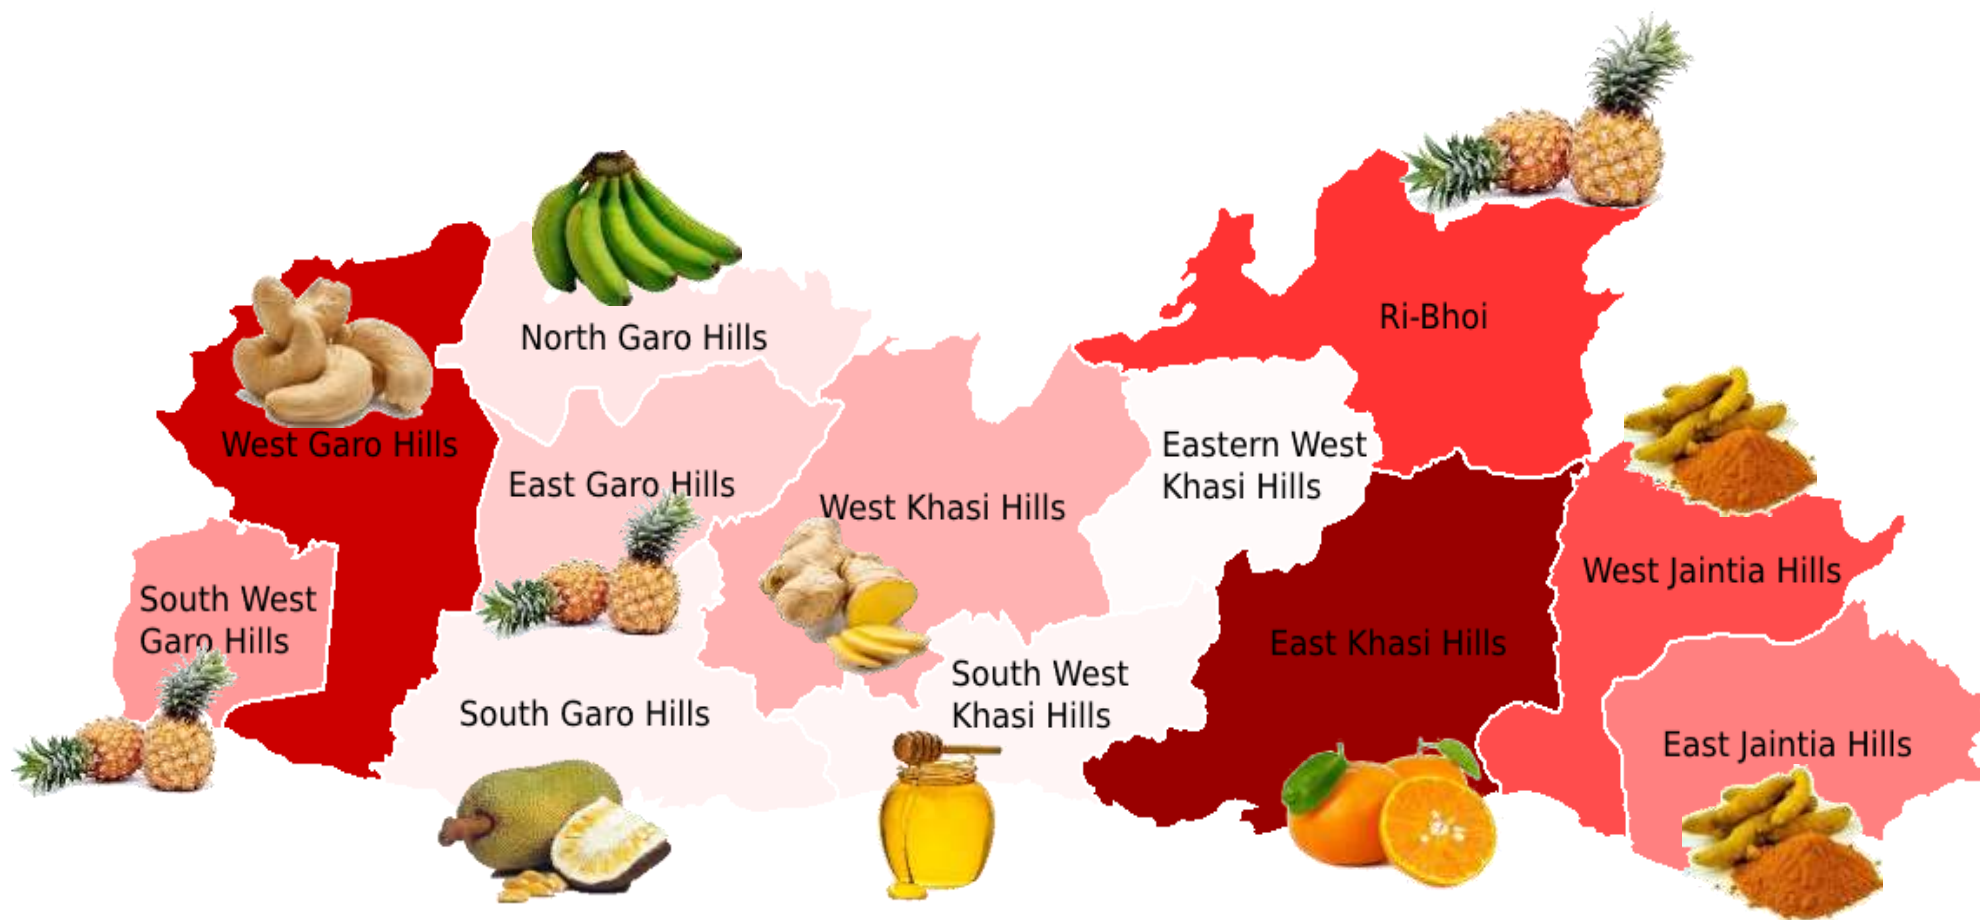 North Garo Hills
Ri-Bhoi
West Garo Hills
East Garo Hills
West Khasi Hills
Eastern West
Khasi Hills
South West
Garo Hills
West Jaintia Hills
East Khasi Hills
South Garo Hills
South West
Khasi Hills
East Jaintia Hills